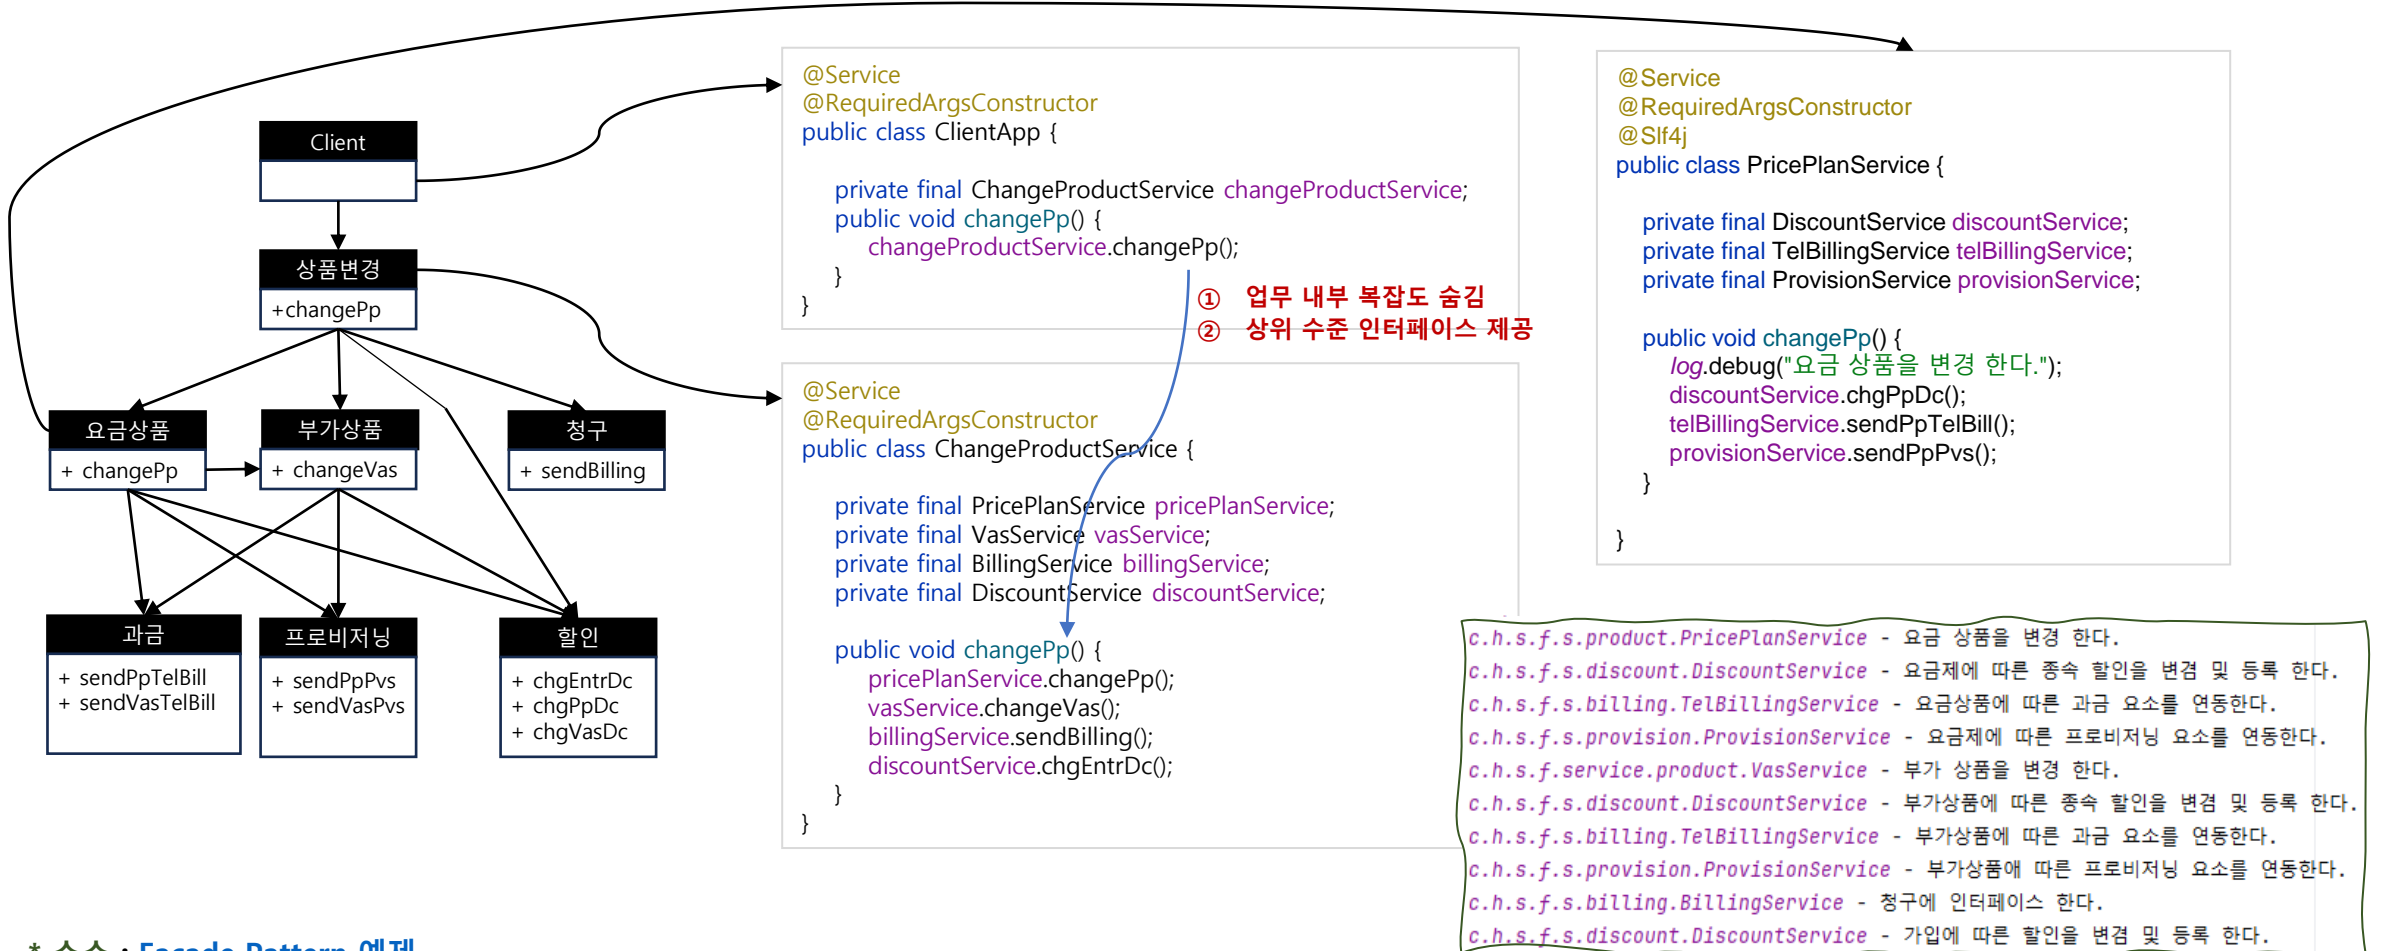 Client
상품변경
+changePp
요금상품
+ changePp
부가상품
+ changeVas
청구
+ sendBilling
과금
+ sendPpTelBill
+ sendVasTelBill
프로비저닝
+ sendPpPvs
+ sendVasPvs
할인
+ chgEntrDc
+ chgPpDc
+ chgVasDc
@Service
@RequiredArgsConstructor
public class ClientApp {
private final ChangeProductService changeProductService;
public void changePp() {
changeProductService.changePp();
}
}
① 업무 내부 복잡도 숨김
② 상위 수준 인터페이스 제공
@Service
@RequiredArgsConstructor
public class ChangeProductService {
private final PricePlanService pricePlanService;
private final VasService vasService;
private final BillingService billingService;
private final DiscountService discountService;
public void changePp() {
pricePlanService.changePp();
vasService.changeVas();
billingService.sendBilling();
discountService.chgEntrDc();
}
}
@Service
@RequiredArgsConstructor
@Slf4j
public class PricePlanService {
private final DiscountService discountService;
private final TelBillingService telBillingService;
private final ProvisionService provisionService;
public void changePp() {
log.debug("요금 상품을 변경 한다.");
discountService.chgPpDc();
telBillingService.sendPpTelBill();
provisionService.sendPpPvs();
}
}
c.h.s.f.s.product.PricePlanService - 요금 상품을 변경 한다.
c.h.s.f.s.discount.DiscountService - 요금제에 따른 종속 할인을 변겸 및 등록 한다.
c.h.s.f.s.billing.TelBillingService - 요금상품에 따른 과금 요소를 연동한다.
c.h.s.f.s.provision.ProvisionService - 요금제에 따른 프로비저닝 요소를 연동한다.
c.h.s.f.service.product.VasService - 부가 상품을 변경 한다.
c.h.s.f.s.discount.DiscountService - 부가상품에 따른 종속 할인을 변겸 및 등록 한다.
c.h.s.f.s.billing.TelBillingService - 부가상품에 따른 과금 요소를 연동한다.
c.h.s.f.s.provision.ProvisionService - 부가상품애 따른 프로비저닝 요소를 연동한다.
c.h.s.f.s.billing.BillingService - 청구에 인터페이스 한다.
c.h.s.f.s.discount.DiscountService - 가입에 따른 할인을 변겸 및 등록 한다.
: Facade Pattern 예제